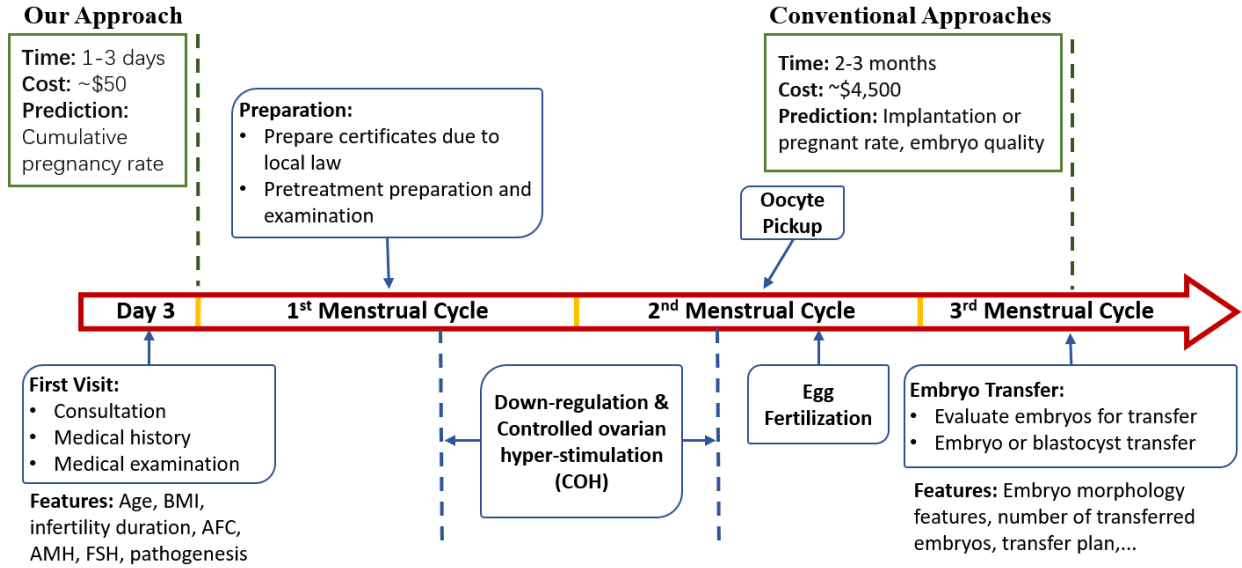 Our Approach
Time: 1-3 days
Cost: ~$50
Prediction:
Cumulative
pregnancy rate
Conventional Approaches
Time: 2-3 months
Cost: ~$4,500
Prediction: Implantation or
pregnant rate, embryo quality
Preparation:
• Prepare certificates due to
local law
• Pretreatment preparation and
examination
Oocyte
Pickup
Day 3
1st Menstrual Cycle
2nd Menstrual Cycle
3rd Menstrual Cycle
First Visit:
• Consultation
• Medical history
• Medical examination
Features: Age, BMI,
infertility duration, AFC,
AMH, FSH, pathogenesis
Down-regulation &
Controlled ovarian
hyper-stimulation
(COH)
Egg
Fertilization
Embryo Transfer:
• Evaluate embryos for transfer
• Embryo or blastocyst transfer
Features: Embryo morphology
features, number of transferred
embryos, transfer plan,...